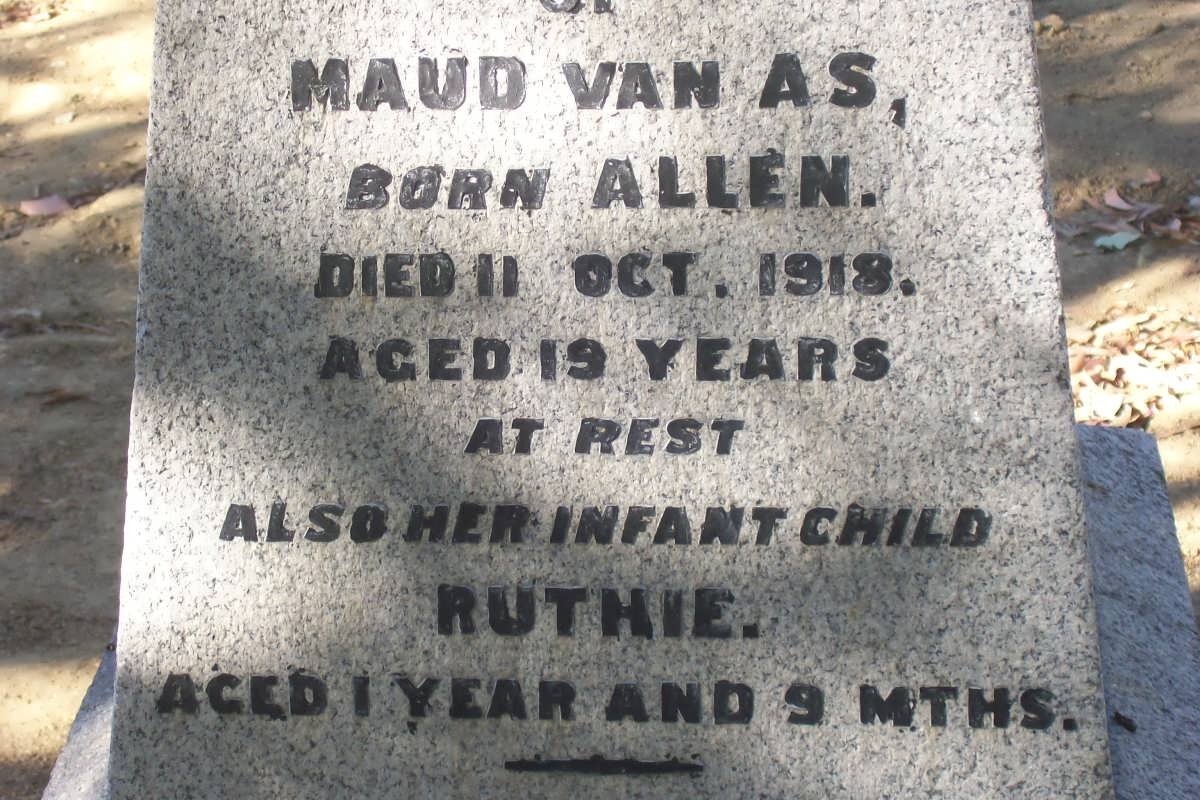 OF
MAUD VAN AS,
BORN ALLEN.
DIED 11 OCT. 1918.
AGED 19 YEARS
AT REST
ALSO HER INFANT CHILD
RUTHIE.
AGED 1 YEAR AND 9 MTHS.